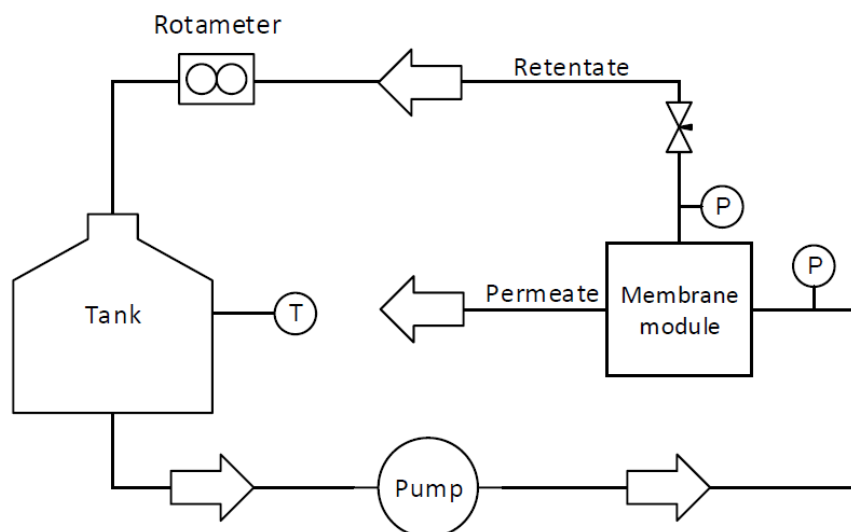 Rotameter
Retentate
P
P
Tank
T
Permeate
Membrane
module
Pump